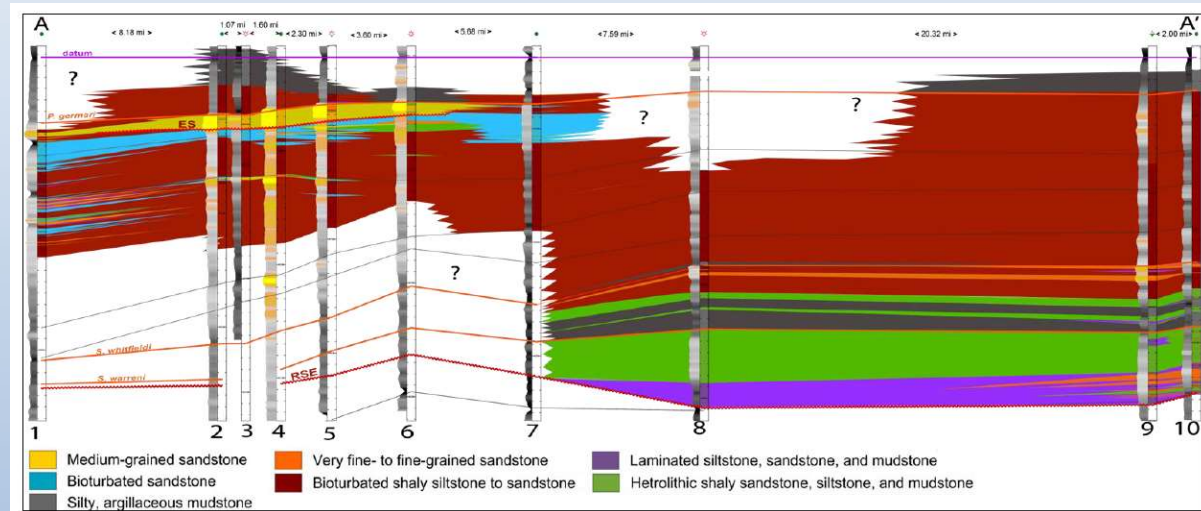 A A'
8.18 mi 1.07 mi 1.60 mi 2.30 mi 3.60 mi 5.68 mi 7.59 mi 20.32 mi 2.00 mi
datum
? ? ? ?
P. germari
ES
S. whitfieldi
S. warreni
RSE
1 2 3 4 5 6 7 8 9 10
Medium-grained sandstone
Bioturbated sandstone
Silty, argillaceous mudstone
Very fine- to fine-grained sandstone
Bioturbated shaly siltstone to sandstone
Laminated siltstone, sandstone, and mudstone
Hetrolithic shaly sandstone, siltstone, and mudstone